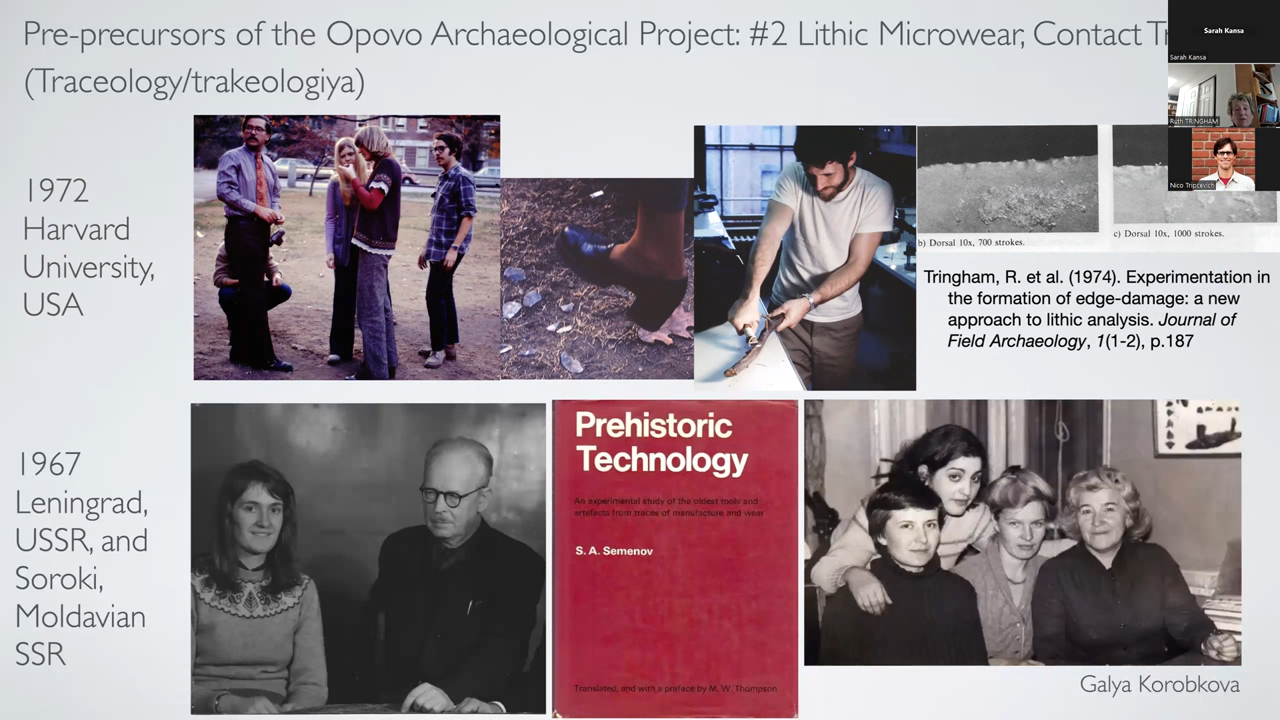 Pre-precursors of the Opovo Archaeological Project: #2 Lithic Microwear, Contact Tr
(Traceology/trakeologiya)
Sarah Kansa
Sarah Kansa
Ruth TRINGHAM
Nico Tripcevich
1972
Harvard
University,
USA
b) Dorsal 10x, 700 strokes.
c) Dorsal 10x, 1000 strokes.
Tringham, R. et al. (1974). Experimentation in
the formation of edge-damage: a new
approach to lithic analysis. Journal of
Field Archaeology, 1(1-2), p.187
1967
Leningrad,
USSR, and
Soroki,
Moldavian
SSR
Prehistoric
Technology
An experimental study of the oldest tools and
artefacts from traces of manufacture and wear
S. A. Semenov
Translated, and with a preface by M. W. Thompson
Galya Korobkova